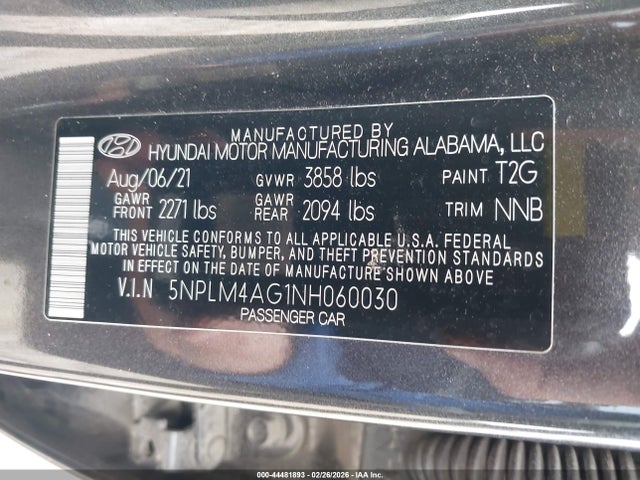 MANUFACTURED BY
HYUNDAI MOTOR MANUFACTURING ALABAMA, LLC
Aug/06/21 GVWR 3858 lbs PAINT T2G
GAWR FRONT 2271 lbs GAWR REAR 2094 lbs TRIM NNB
THIS VEHICLE CONFORMS TO ALL APPLICABLE U.S.A. FEDERAL
MOTOR VEHICLE SAFETY, BUMPER, AND THEFT PREVENTION STANDARDS
IN EFFECT ON THE DATE OF MANUFACTURE SHOWN ABOVE
V.I.N 5NPLM4AG1NH060030
PASSENGER CAR
000-44481893 - 02/26/2026 - IAA Inc.